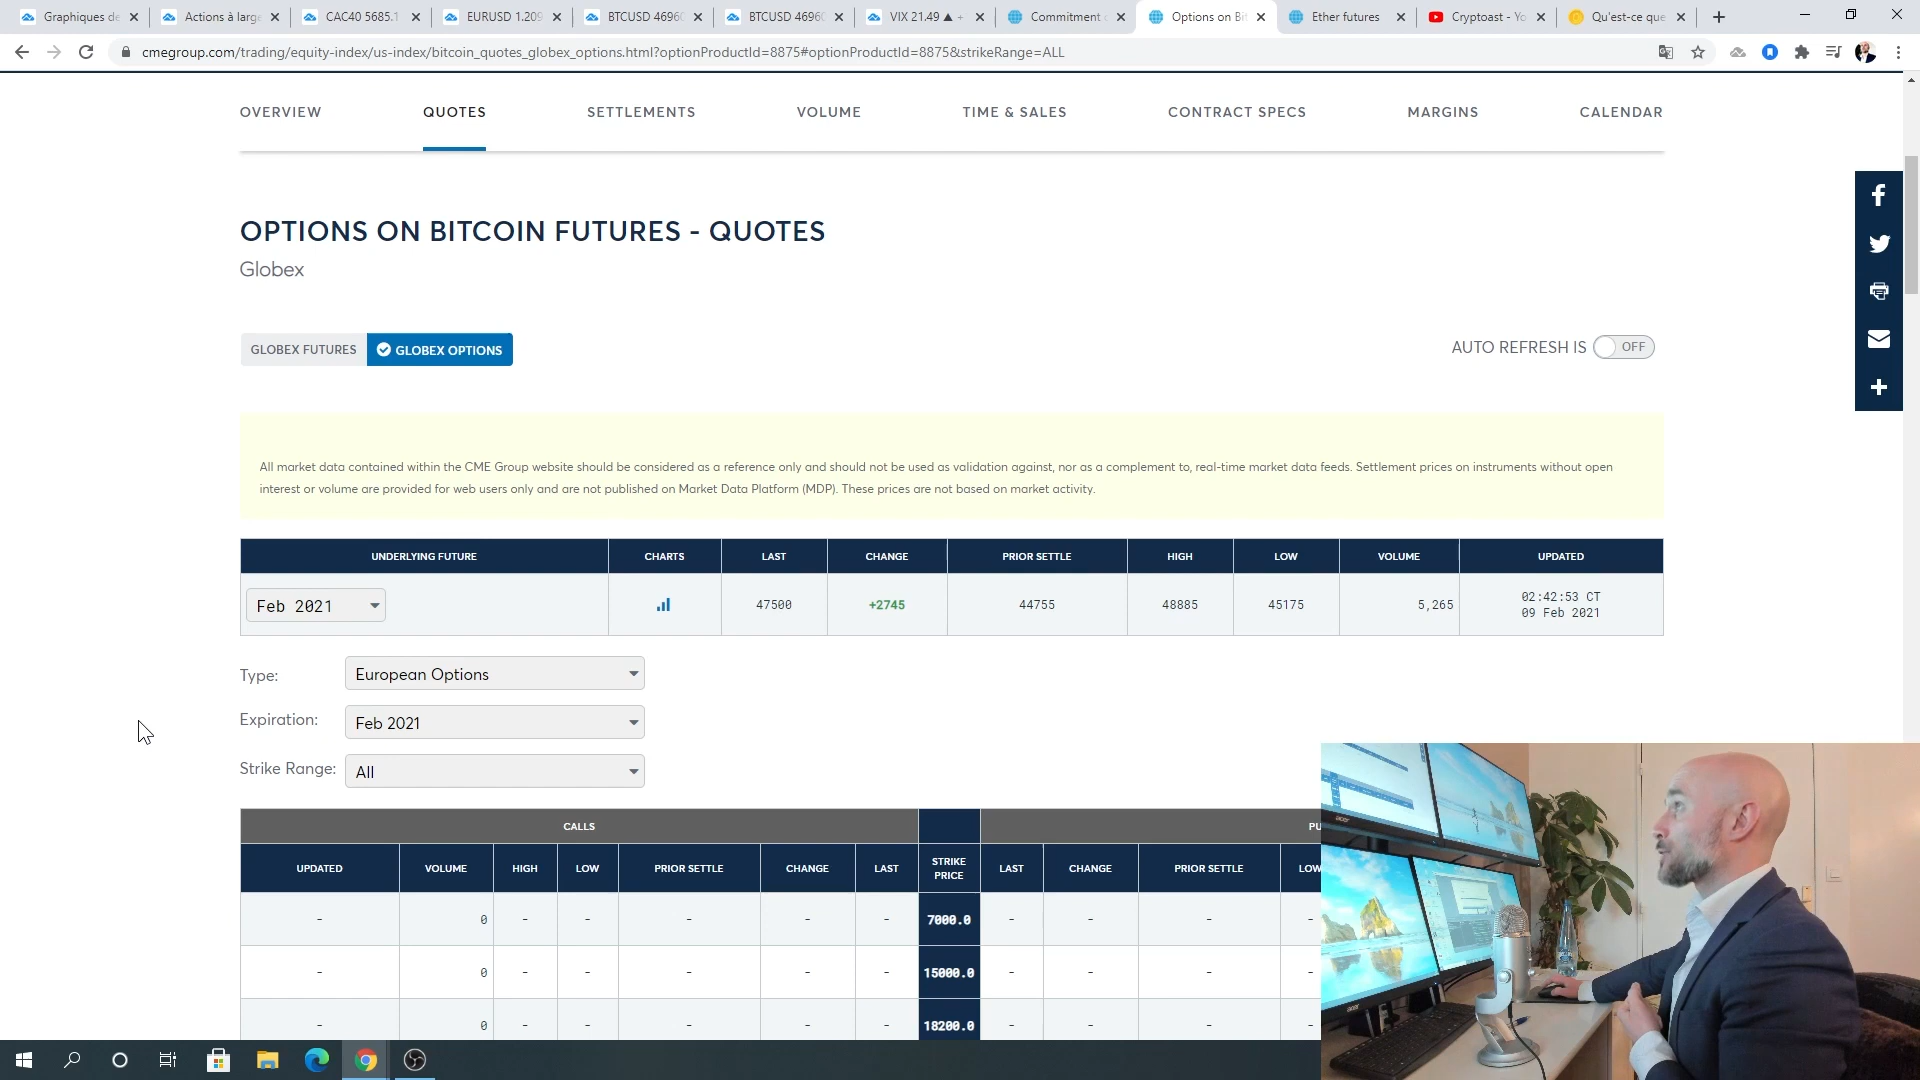 Graphiques de
Actions à large
CAC40 5685.1
EURUSD 1.209
BTCUSD 4696
BTCUSD 4696
VIX 21.49 ▲ +
Commitment
Options on Bit
Ether futures
Cryptoast - Yo
Qu'est-ce que
cmegroup.com/trading/equity-index/us-index/bitcoin_quotes_globex_options.html?optionProductId=8875#optionProductId=8875&strikeRange=ALL
OVERVIEW QUOTES SETTLEMENTS VOLUME TIME & SALES CONTRACT SPECS MARGINS CALENDAR
OPTIONS ON BITCOIN FUTURES - QUOTES
Globex
GLOBEX FUTURES GLOBEX OPTIONS
AUTO REFRESH IS OFF
All market data contained within the CME Group website should be considered as a reference only and should not be used as validation against, nor as a complement to, real-time market data feeds. Settlement prices on instruments without open
interest or volume are provided for web users only and are not published on Market Data Platform (MDP). These prices are not based on market activity.
UNDERLYING FUTURE CHARTS LAST CHANGE PRIOR SETTLE HIGH LOW VOLUME UPDATED
Feb 2021 47500 +2745 44755 48885 45175 5,265 02:42:53 CT
09 Feb 2021
Type: European Options
Expiration: Feb 2021
Strike Range: All
CALLS PU
UPDATED VOLUME HIGH LOW PRIOR SETTLE CHANGE LAST STRIKE PRICE LAST CHANGE PRIOR SETTLE LOW
- 0 - - - - - 7000.0 - - - -
- 0 - - - - - 15000.0 - - - -
- 0 - - - - - 18200.0 - - - -
acer
acer